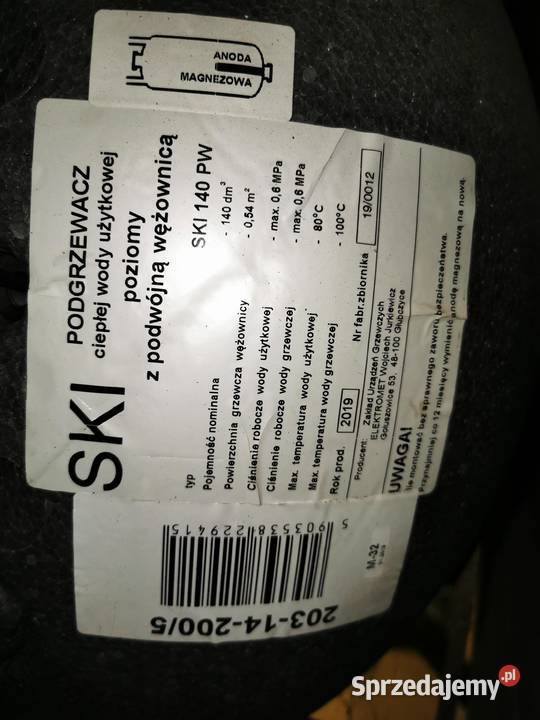 ANODA
MAGNEZOWA
SKI
PODGRZEWACZ
ciepłej wody użytkowej
poziomy
z podwójną wężownicą
typ SKI 140 PW
Pojemność nominalna - 140 dm³
Powierzchnia grzewcza wężownicy - 0,54 m²
Ciśnienie robocze wody użytkowej - max. 0,6 MPa
Ciśnienie robocze wody grzewczej - max. 0,6 MPa
Max. temperatura wody użytkowej - 80°C
Max. temperatura wody grzewczej - 100°C
Rok prod. 2019 Nr fabr.zbiornika 19/0012
Producent: Zakład Urządzeń Grzewczych
ELEKTROMET Wojciech Jurkiewicz
Gołuszowice 53, 48-100 Głubczyce
UWAGA!
Nie montować bez sprawnego zaworu bezpieczeństwa.
Przynajmniej co 12 miesięcy wymienić anodę magnezową na nową.
M-32
5 903538 229415
203-14-200/5
Sprzedajemy.pl